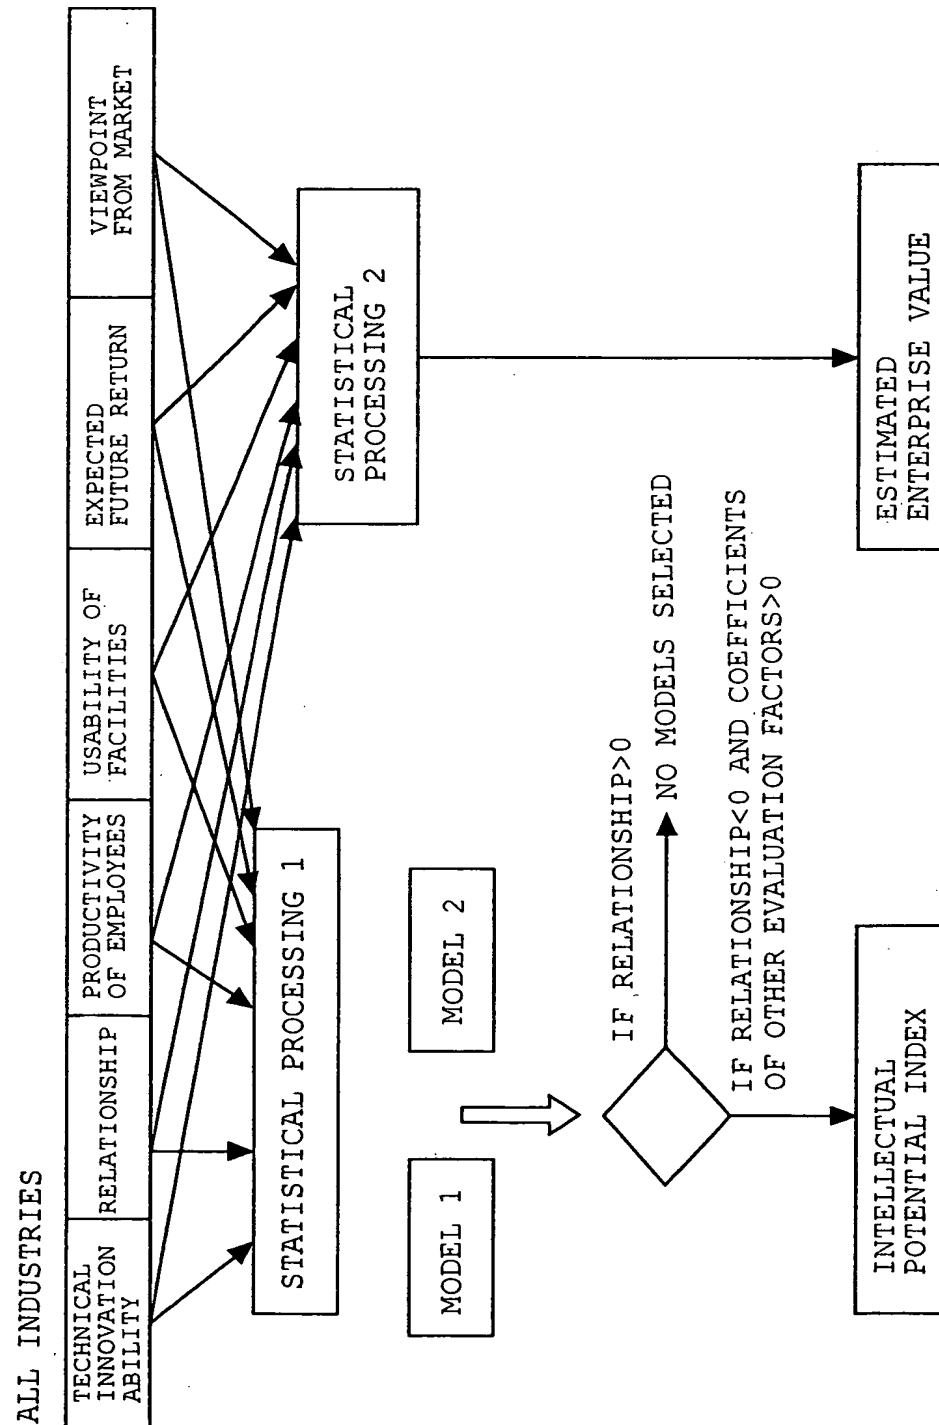 ALL INDUSTRIES
TECHNICAL
INNOVATION
ABILITY
RELATIONSHIP
PRODUCTIVITY
OF EMPLOYEES
USABILITY OF
FACILITIES
EXPECTED
FUTURE RETURN
VIEWPOINT
FROM MARKET
STATISTICAL PROCESSING 1
STATISTICAL
PROCESSING 2
MODEL 1
MODEL 2
IF RELATIONSHIP>0
NO MODELS SELECTED
IF RELATIONSHIP<0 AND COEFFICIENTS
OF OTHER EVALUATION FACTORS>0
INTELLECTUAL
POTENTIAL INDEX
ESTIMATED
ENTERPRISE VALUE